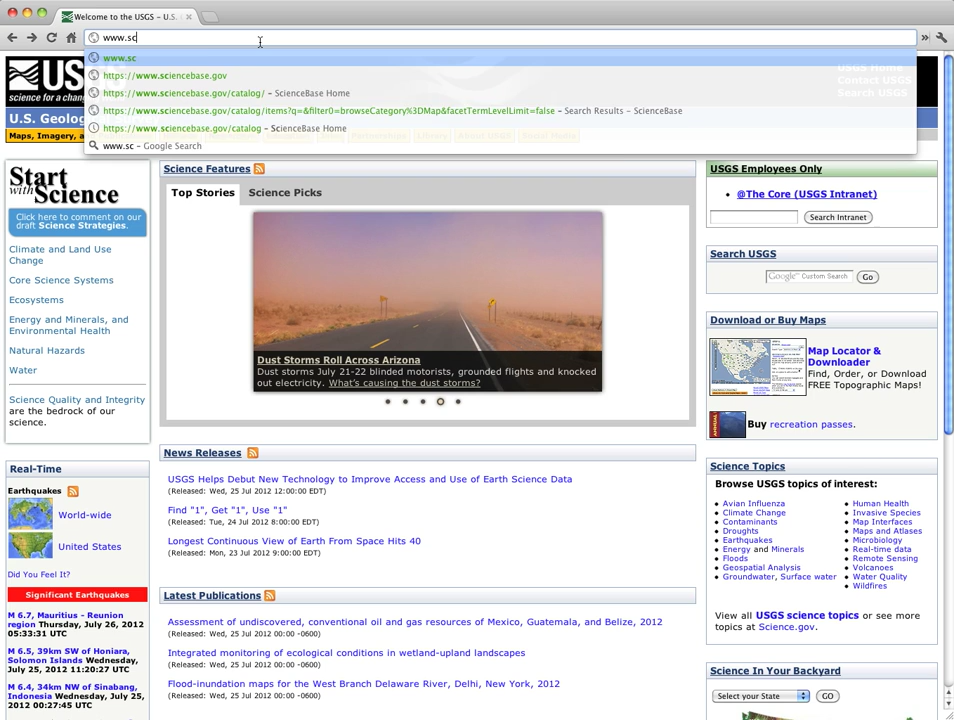 Welcome to the USGS – U.S.
www.sc
www.sc
https://www.sciencebase.gov
https://www.sciencebase.gov/catalog/ – ScienceBase Home
https://www.sciencebase.gov/catalog/items?q=&filter0=browseCategory%3DMap&facetTermLevelLimit=false – Search Results – ScienceBase
https://www.sciencebase.gov/catalog – ScienceBase Home
www.sc – Google Search
US
science for a chang
USGS Home
Contact USGS
Search USGS
U.S. Geolog
Maps, Imagery, a
Start
with
Science
Click here to comment on our
draft Science Strategies.
Climate and Land Use
Change
Core Science Systems
Ecosystems
Energy and Minerals, and
Environmental Health
Natural Hazards
Water
Science Quality and Integrity
are the bedrock of our
science.
Real-Time
Earthquakes
World-wide
United States
Did You Feel It?
Significant Earthquakes
M 6.7, Mauritius - Reunion
region Thursday, July 26, 2012
05:33:31 UTC
M 6.5, 39km SW of Honiara,
Solomon Islands Wednesday,
July 25, 2012 11:20:27 UTC
M 6.4, 34km NW of Sinabang,
Indonesia Wednesday, July 25,
2012 00:27:45 UTC
Science Features
Top Stories
Science Picks
Dust Storms Roll Across Arizona
Dust storms July 21-22 blinded motorists, grounded flights and knocked
out electricity. What's causing the dust storms?
News Releases
USGS Helps Debut New Technology to Improve Access and Use of Earth Science Data
(Released: Wed, 25 Jul 2012 12:00:00 EDT)
Find "1", Get "1", Use "1"
(Released: Tue, 24 Jul 2012 8:00:00 EDT)
Longest Continuous View of Earth From Space Hits 40
(Released: Mon, 23 Jul 2012 9:00:00 EDT)
Latest Publications
Assessment of undiscovered, conventional oil and gas resources of Mexico, Guatemala, and Belize, 2012
(Released: Wed, 25 Jul 2012 00:00 -0600)
Integrated monitoring of ecological conditions in wetland-upland landscapes
(Released: Wed, 25 Jul 2012 00:00 -0600)
Flood-inundation maps for the West Branch Delaware River, Delhi, New York, 2012
(Released: Wed, 25 Jul 2012 00:00 -0600)
USGS Employees Only
@The Core (USGS Intranet)
Search Intranet
Search USGS
Google™ Custom Search
Go
Download or Buy Maps
Map Locator &
Downloader
Find, Order, or Download
FREE Topographic Maps!
Buy recreation passes.
Science Topics
Browse USGS topics of interest:
Avian Influenza
Climate Change
Contaminants
Droughts
Earthquakes
Energy and Minerals
Floods
Geospatial Analysis
Groundwater, Surface water
Human Health
Invasive Species
Map Interfaces
Maps and Atlases
Microbiology
Real-time data
Remote Sensing
Volcanoes
Water Quality
Wildfires
View all USGS science topics or see more
topics at Science.gov.
Science In Your Backyard
Select your State
GO